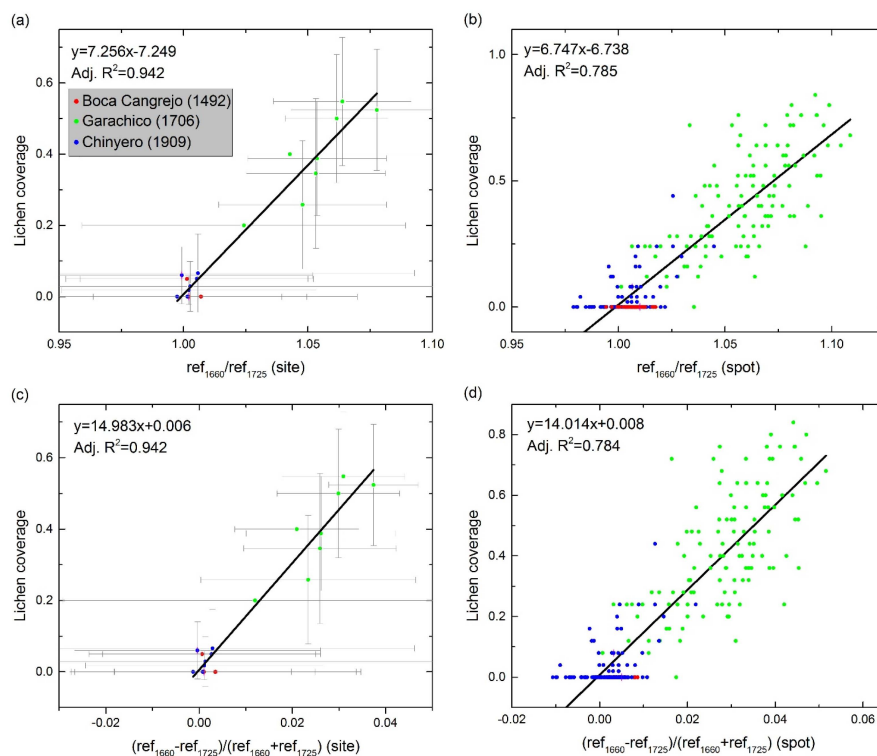 (a)
y=7.256x-7.249
Adj. R²=0.942
Boca Cangrejo (1492)
Garachico (1706)
Chinyero (1909)
Lichen coverage
0.6
0.4
0.2
0.0
0.95 1.00 1.05 1.10
ref₁₆₆₀/ref₁₇₂₅ (site)
(b)
y=6.747x-6.738
Adj. R²=0.785
Lichen coverage
1.0
0.5
0.0
0.95 1.00 1.05 1.10
ref₁₆₆₀/ref₁₇₂₅ (spot)
(c)
y=14.983x+0.006
Adj. R²=0.942
Lichen coverage
0.6
0.4
0.2
0.0
0.00 0.02 0.04
(ref₁₆₆₀-ref₁₇₂₅)/(ref₁₆₆₀+ref₁₇₂₅) (site)
(d)
y=14.014x+0.008
Adj. R²=0.784
Lichen coverage
0.8
0.6
0.4
0.2
0.0
-0.02 0.00 0.02 0.04 0.06
(ref₁₆₆₀-ref₁₇₂₅)/(ref₁₆₆₀+ref₁₇₂₅) (spot)